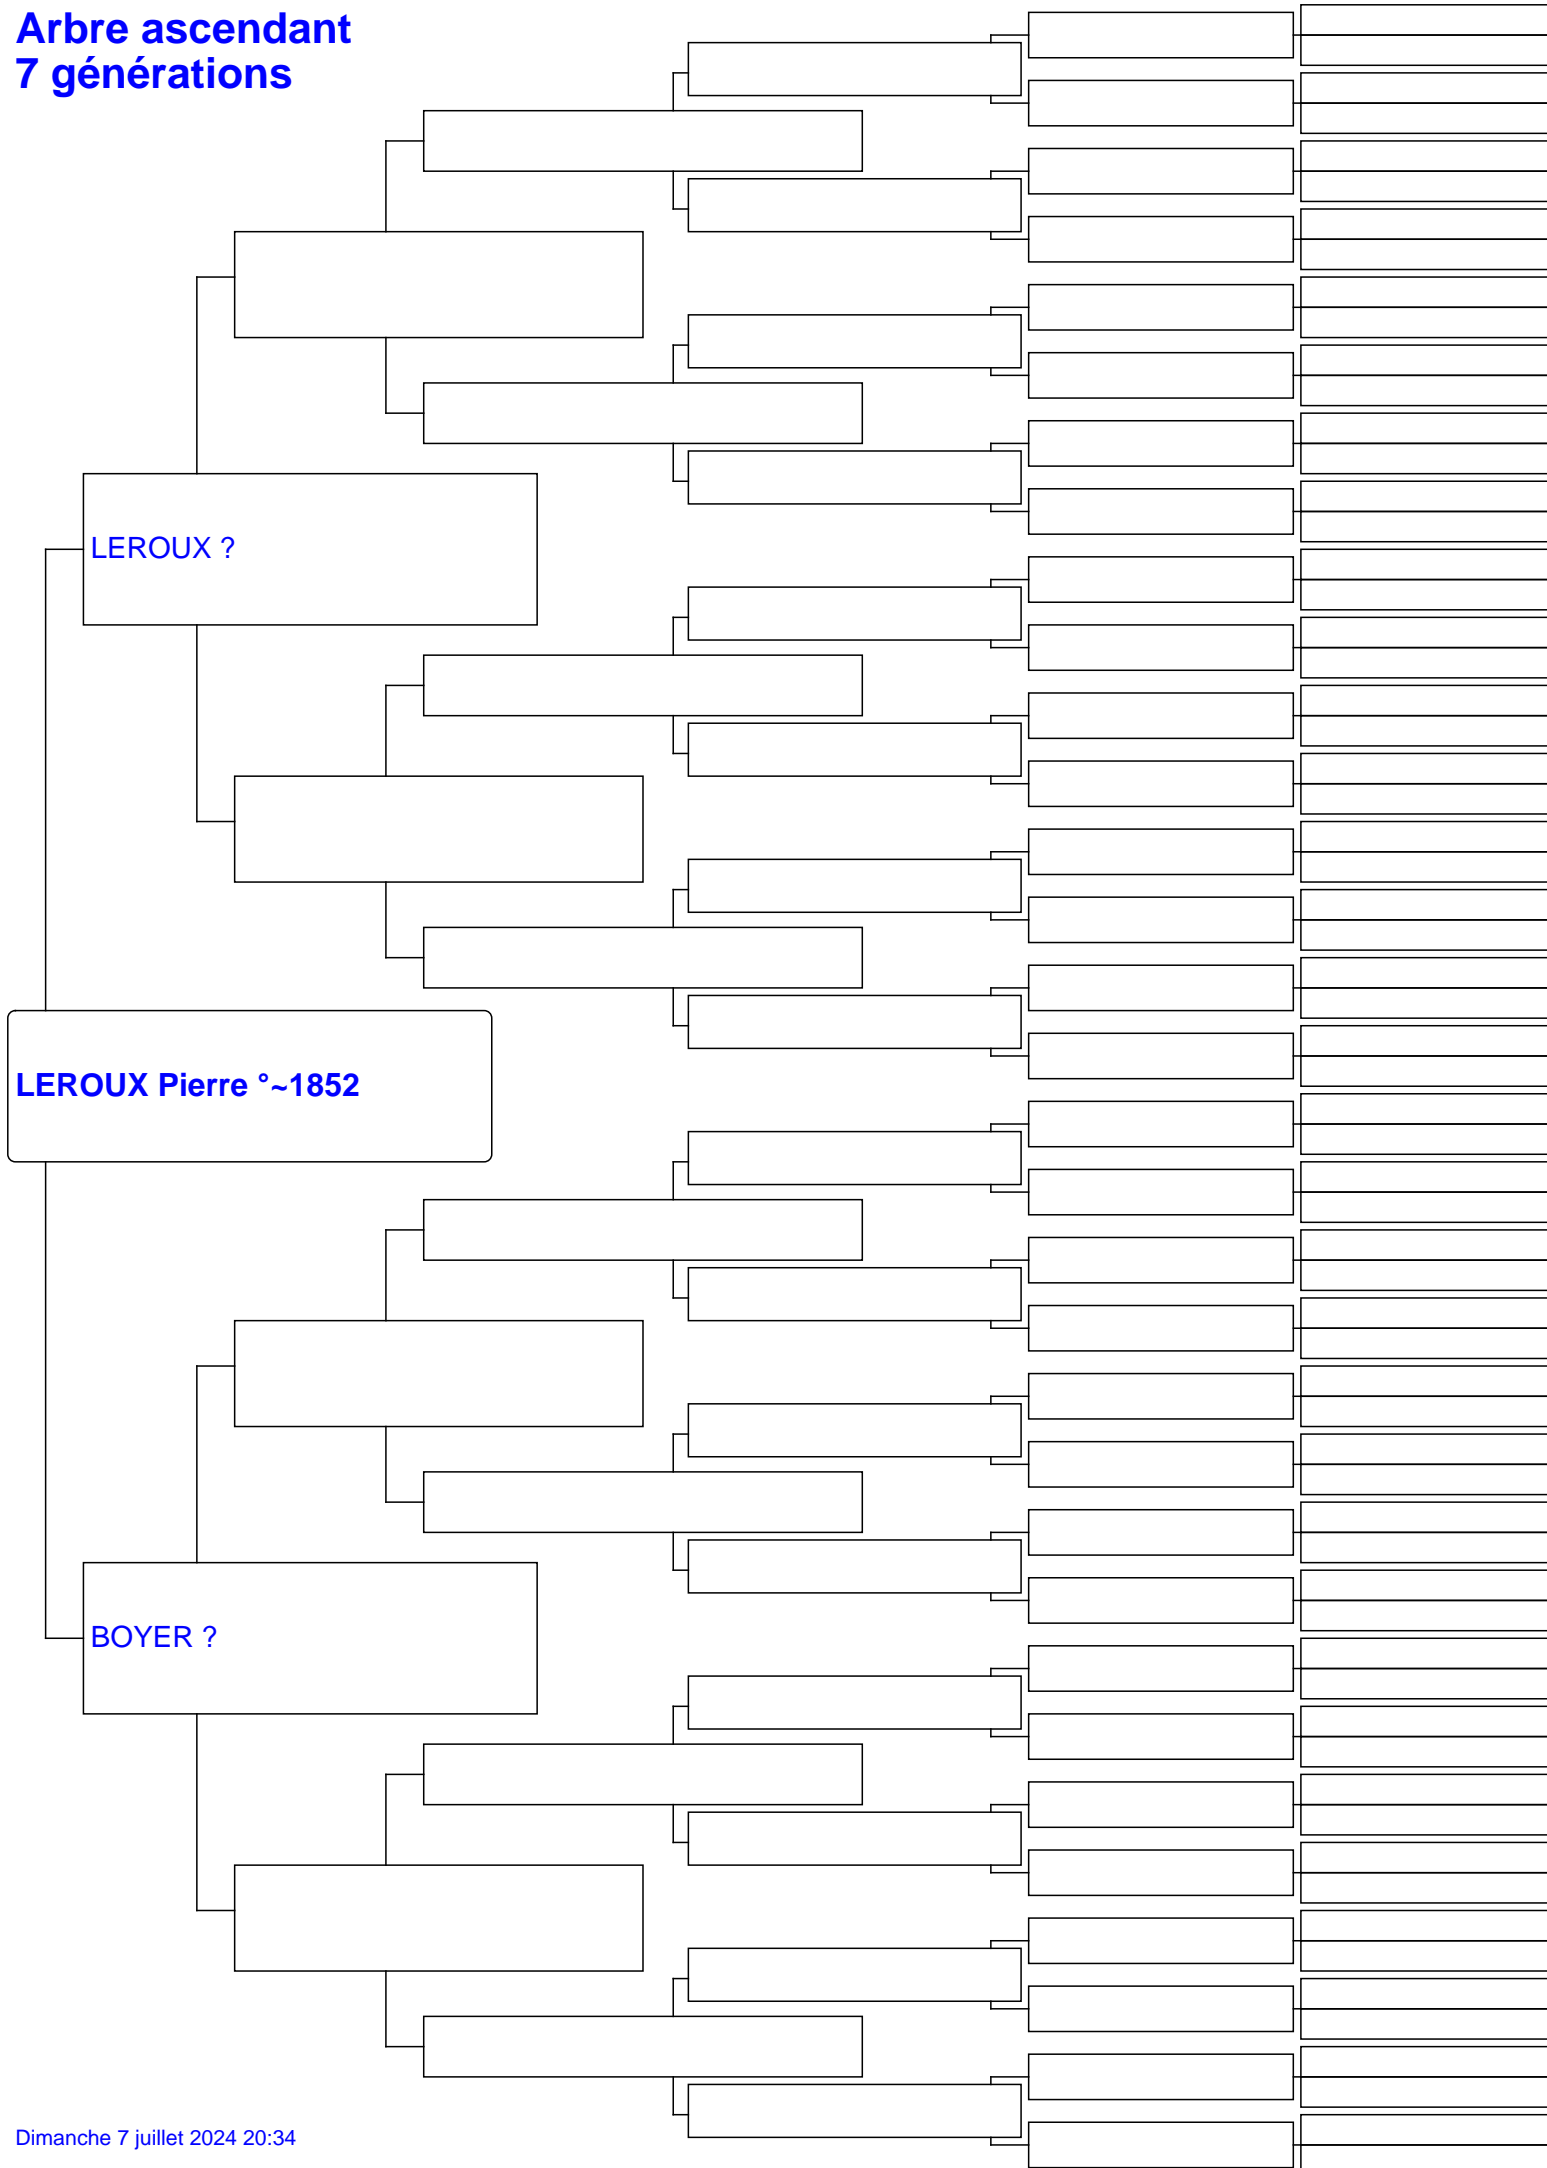 Arbre ascendant
7 générations
LEROUX ?
LEROUX Pierre °~1852
BOYER ?
Dimanche 7 juillet 2024 20:34